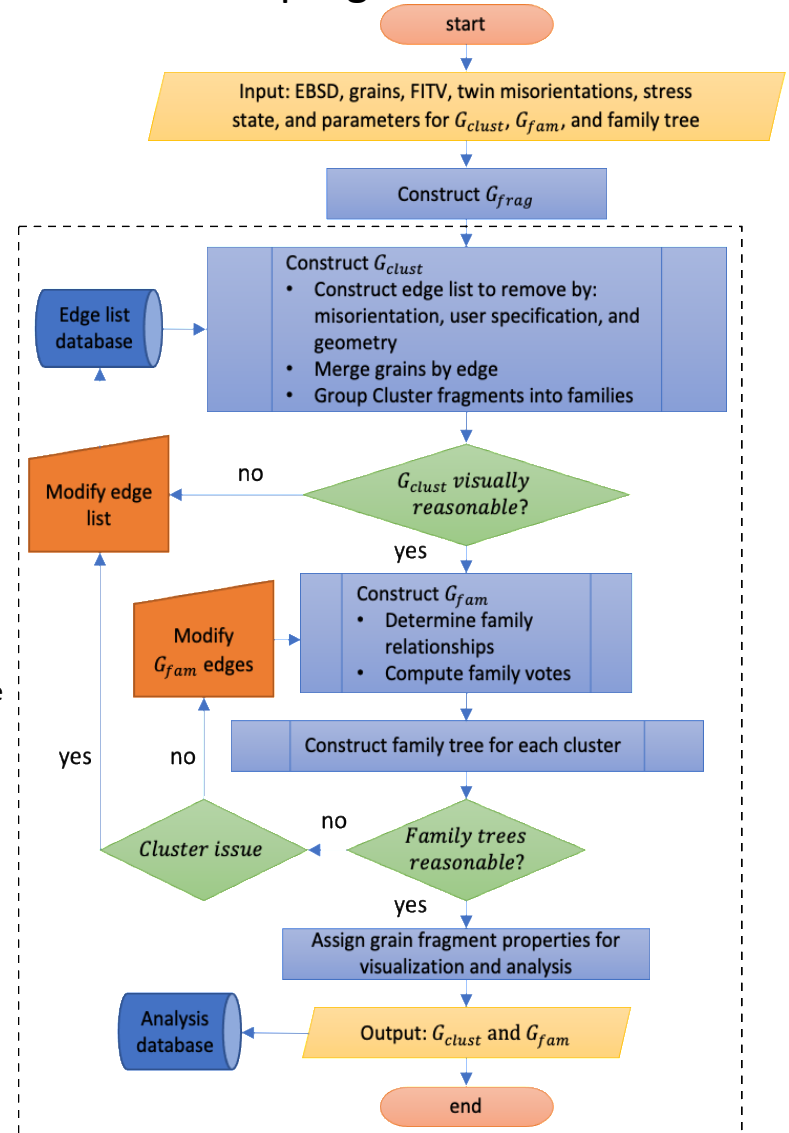 start
Input: EBSD, grains, FITV, twin misorientations, stress
state, and parameters for G_clust, G_fam, and family tree
Construct G_frag
Construct G_clust
• Construct edge list to remove by:
misorientation, user specification, and
geometry
• Merge grains by edge
• Group Cluster fragments into families
Edge list
database
G_clust visually
reasonable?
no
Modify edge
list
yes
Construct G_fam
• Determine family
relationships
• Compute family votes
Modify
G_fam edges
Construct family tree for each cluster
yes
no
Cluster issue
no
Family trees
reasonable?
yes
Assign grain fragment properties for
visualization and analysis
Analysis
database
Output: G_clust and G_fam
end